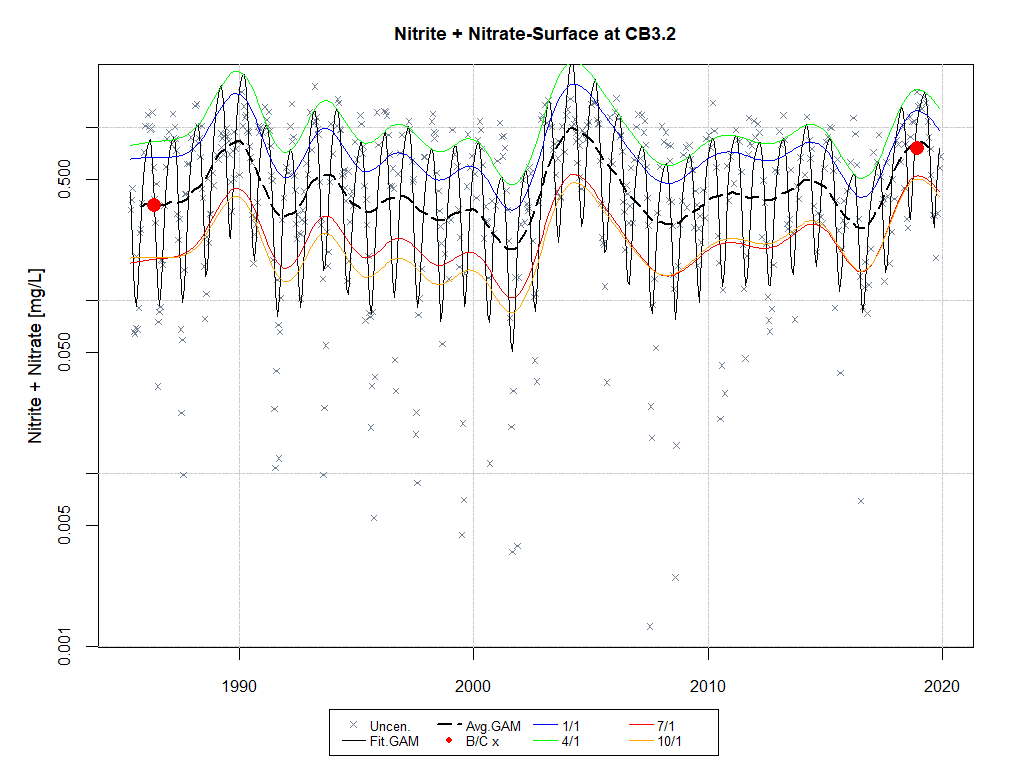 Nitrite + Nitrate-Surface at CB3.2
Nitrite + Nitrate [mg/L]
0.500
0.050
0.005
0.001
1990 2000 2010 2020
Uncen. Avg.GAM 1/1 7/1
Fit.GAM B/C x 4/1 10/1